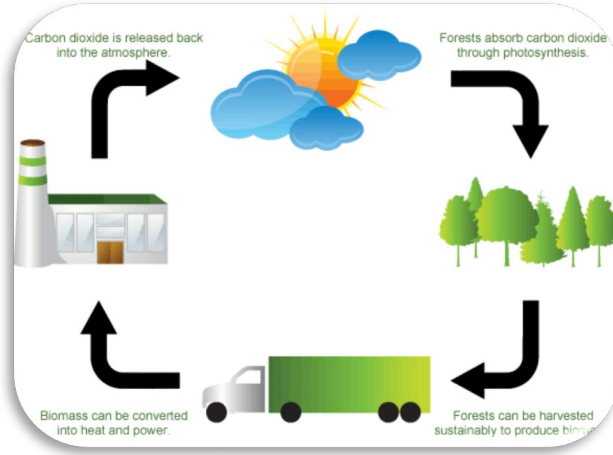 Carbon dioxide is released back
into the atmosphere.
Forests absorb carbon dioxide
through photosynthesis.
Biomass can be converted
into heat and power.
Forests can be harvested
sustainably to produce